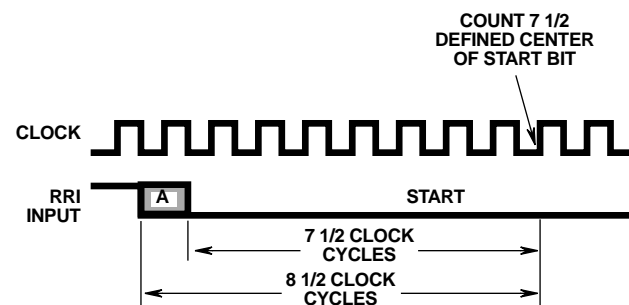 COUNT 7 1/2
DEFINED CENTER
OF START BIT
CLOCK
RRI
INPUT
A
START
7 1/2 CLOCK
CYCLES
8 1/2 CLOCK
CYCLES